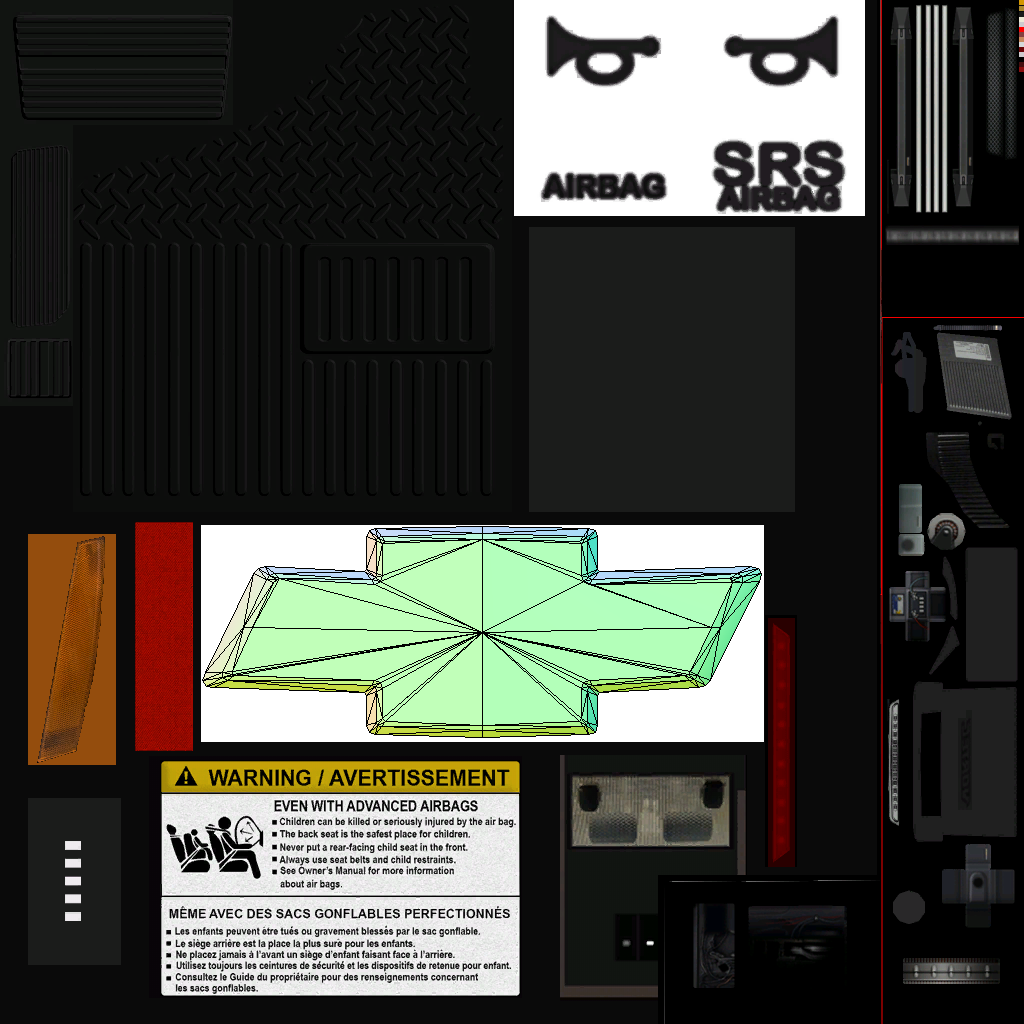 AIRBAG
SRS
AIRBAG
WARNING / AVERTISSEMENT
EVEN WITH ADVANCED AIRBAGS
Children can be killed or seriously injured by the air bag.
The back seat is the safest place for children.
Never put a rear-facing child seat in the front.
Always use seat belts and child restraints.
See Owner's Manual for more information
about air bags.
MÊME AVEC DES SACS GONFLABLES PERFECTIONNÉS
Les enfants peuvent être tués ou gravement blessés par le sac gonflable.
Le siège arrière est la place la plus sure pour les enfants.
Ne placez jamais à l'avant un siège d'enfant faisant face à l'arrière.
Utilisez toujours les ceintures de sécurité et les dispositifs de retenue pour enfant.
Consultez le Guide du propriétaire pour des renseignements concernant
les sacs gonflables.